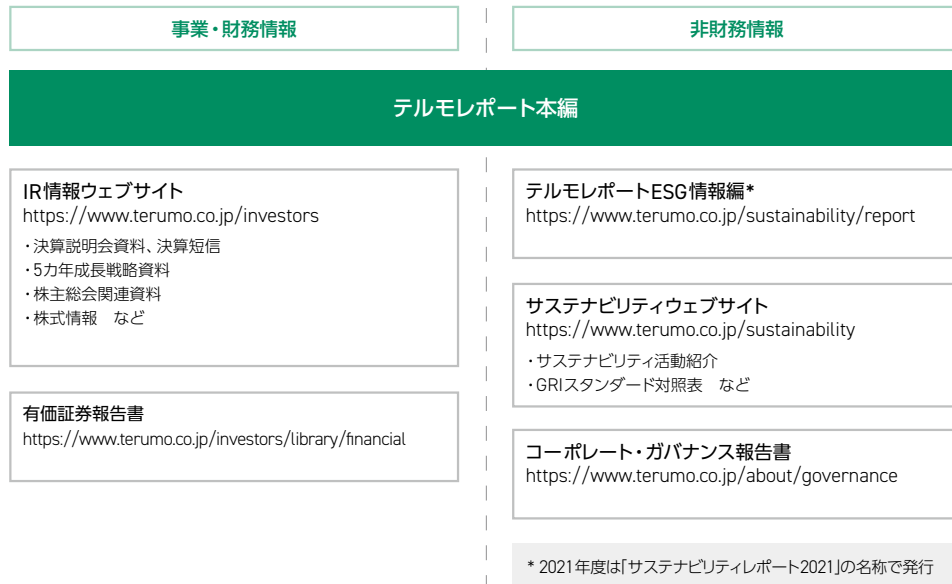 事業・財務情報
非財務情報
テルモレポート本編
IR情報ウェブサイト
https://www.terumo.co.jp/investors
・決算説明会資料、決算短信
・5カ年成長戦略資料
・株主総会関連資料
・株式情報　など
有価証券報告書
https://www.terumo.co.jp/investors/library/financial
テルモレポートESG情報編*
https://www.terumo.co.jp/sustainability/report
サステナビリティウェブサイト
https://www.terumo.co.jp/sustainability
・サステナビリティ活動紹介
・GRIスタンダード対照表　など
コーポレート・ガバナンス報告書
https://www.terumo.co.jp/about/governance
* 2021年度は「サステナビリティレポート2021」の名称で発行